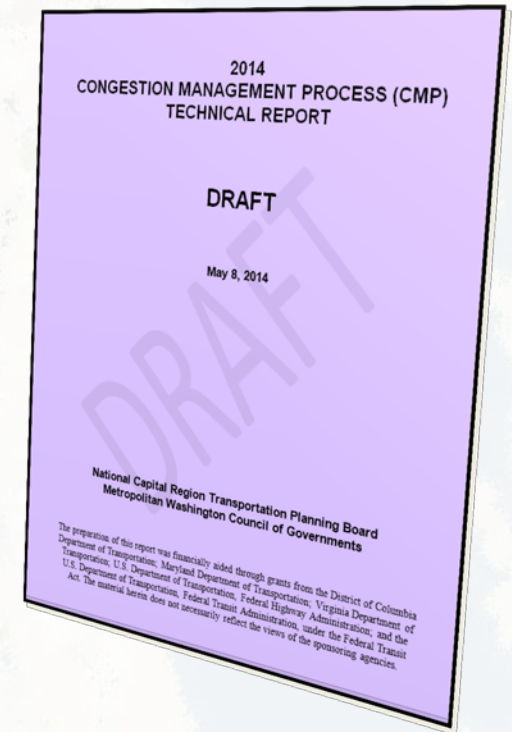 2014
CONGESTION MANAGEMENT PROCESS (CMP)
TECHNICAL REPORT
DRAFT
May 8, 2014
DRAFT
National Capital Region Transportation Planning Board
Metropolitan Washington Council of Governments
The preparation of this report was financially aided through grants from the District of Columbia
Department of Transportation; Maryland Department of Transportation; Virginia Department of
Transportation; U.S. Department of Transportation, Federal Highway Administration; and the
U.S. Department of Transportation, Federal Transit Administration, under the Federal Transit
Act. The material herein does not necessarily reflect the views of the sponsoring agencies.